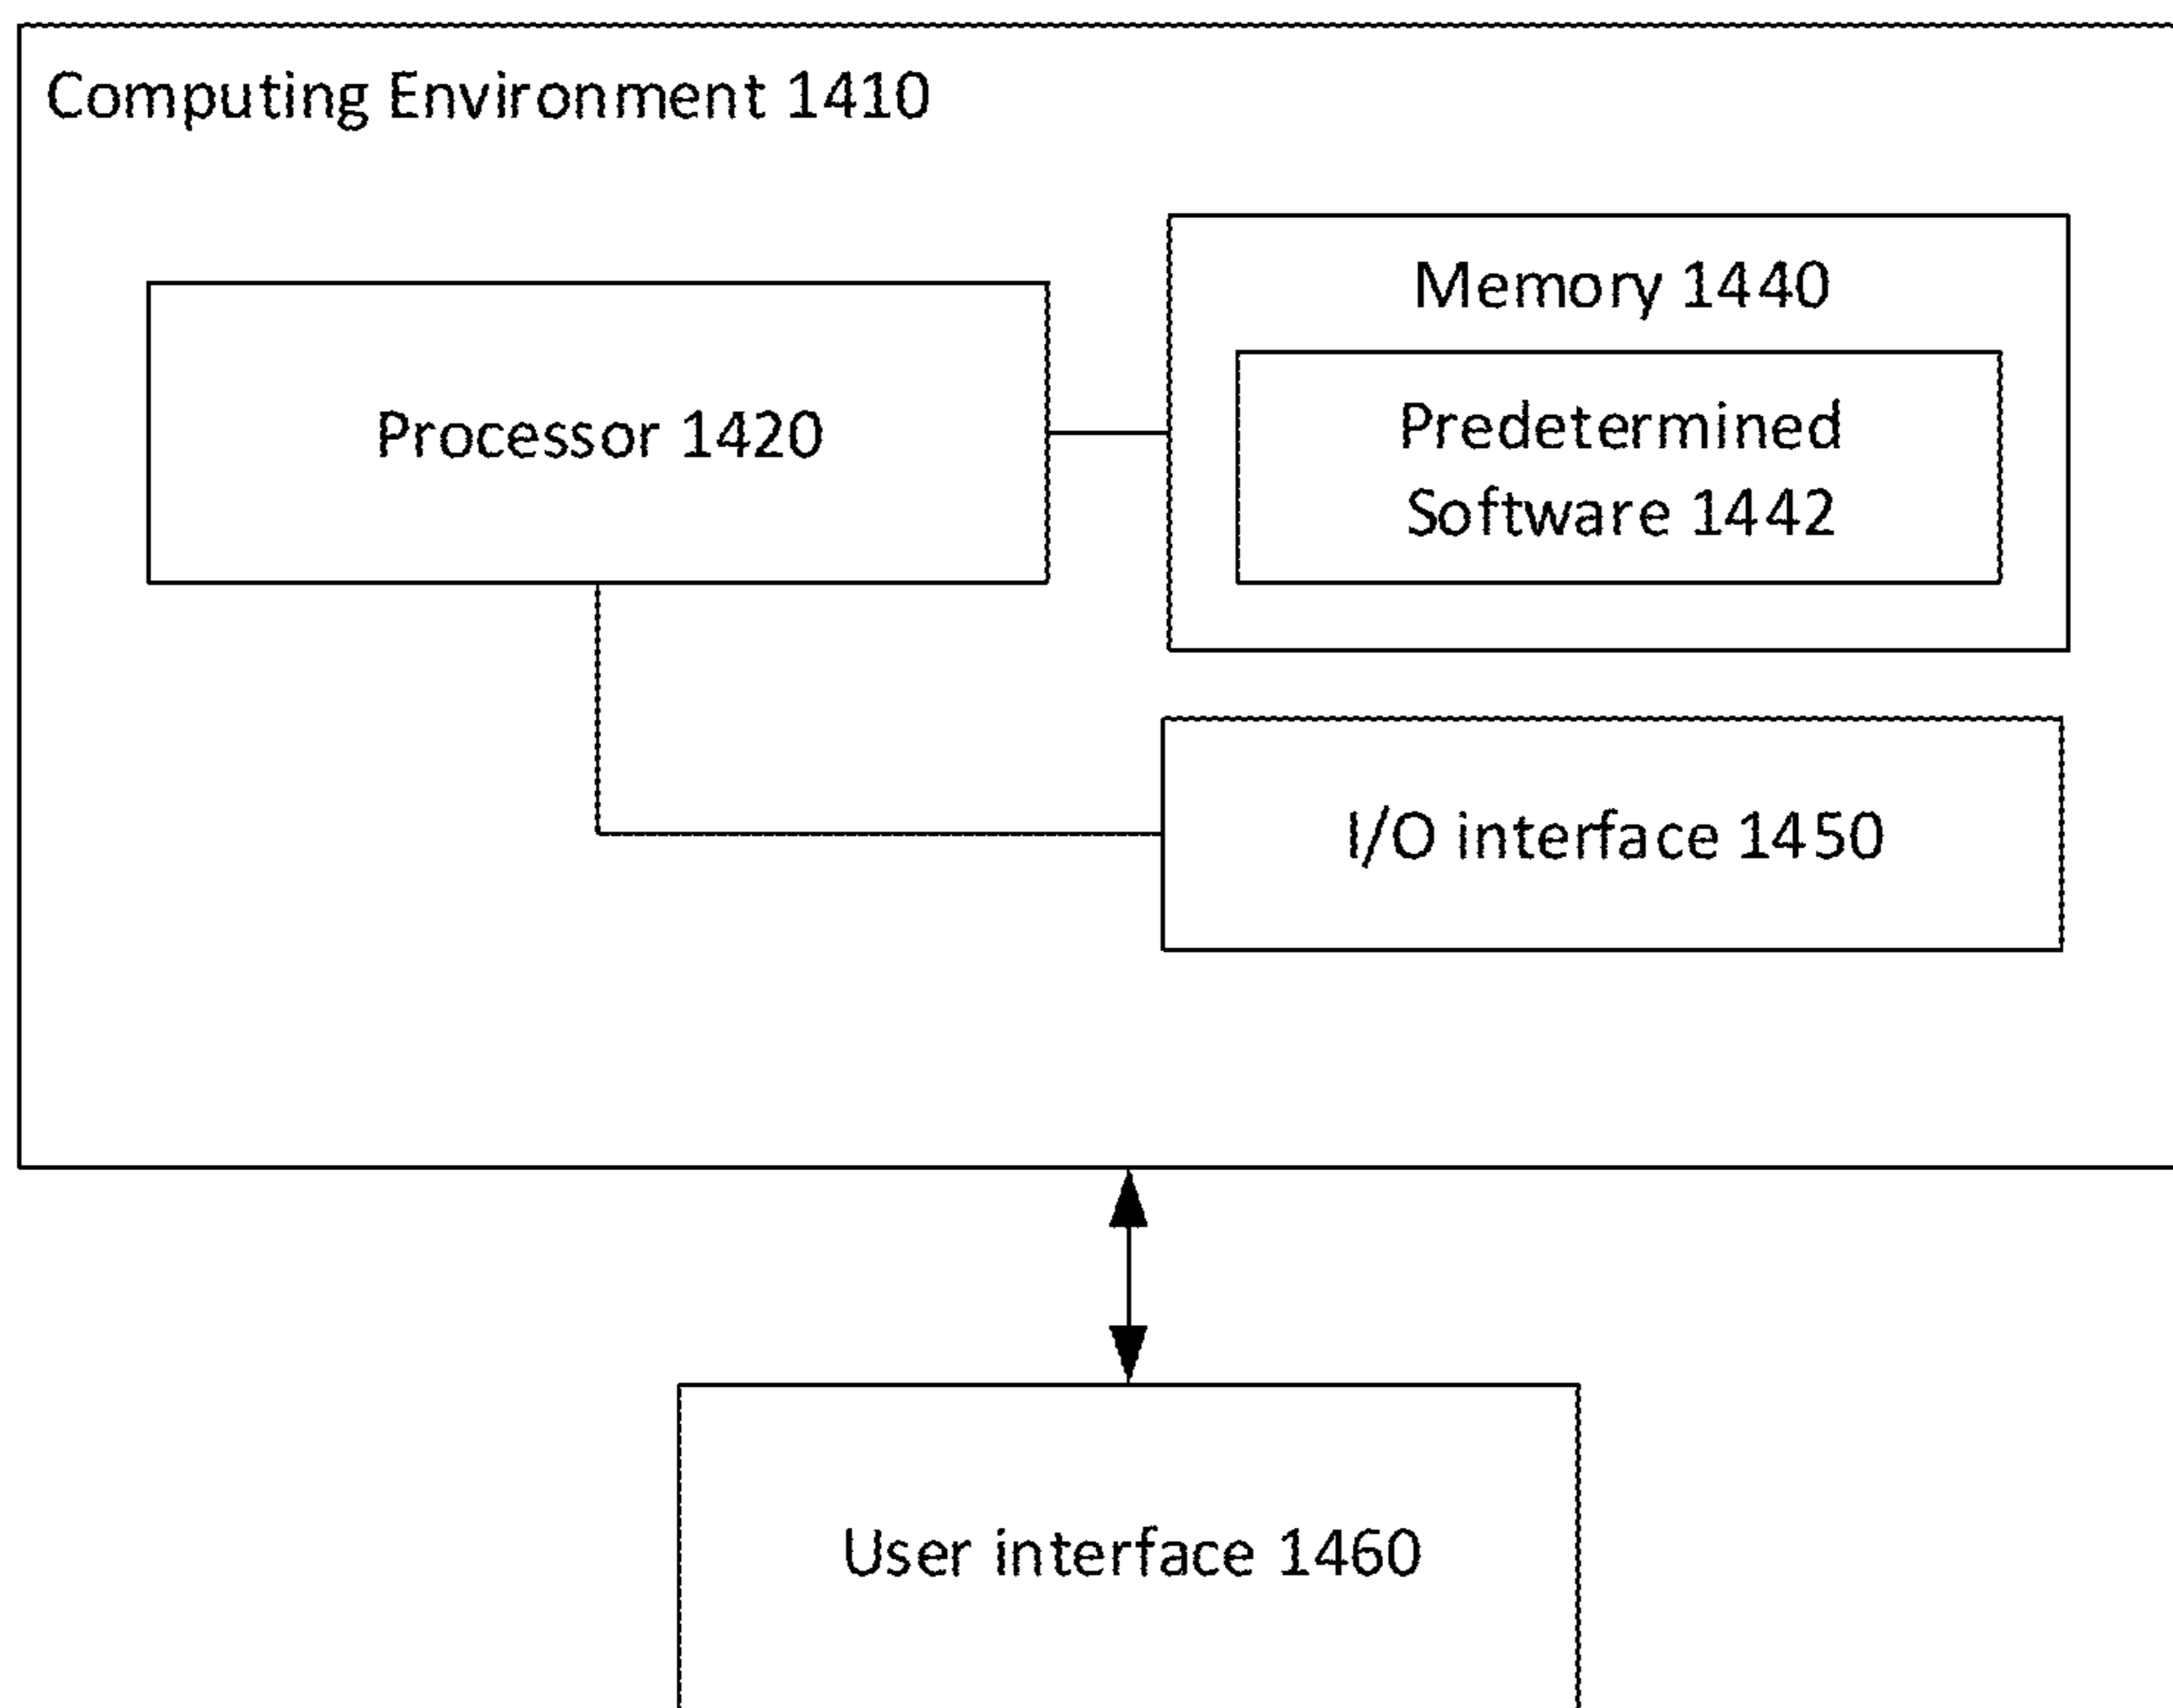 Computing Environment 1410
Memory 1440
Processor 1420
Predetermined
Software 1442
I/O interface 1450
User interface 1460